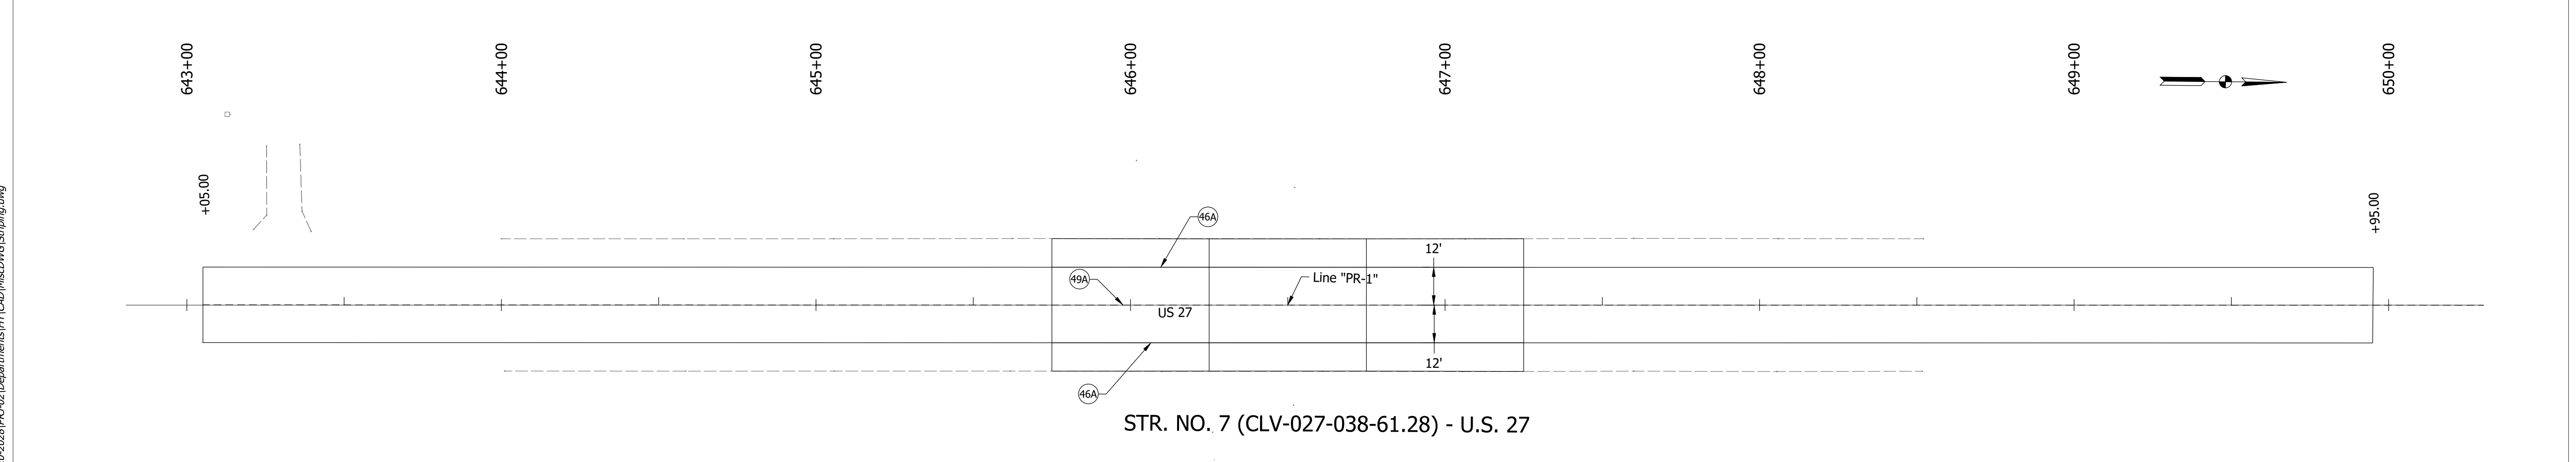 643+00
644+00
645+00
646+00
647+00
648+00
649+00
650+00
+05.00
+95.00
46A
12'
49A
Line "PR-1"
US 27
12'
46A
STR. NO. 7 (CLV-027-038-61.28) - U.S. 27